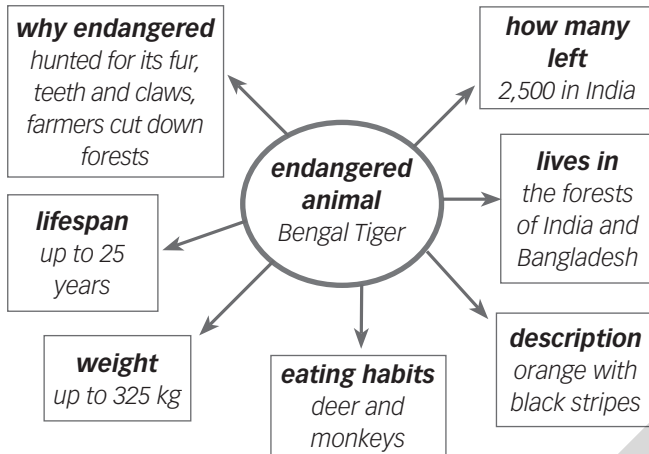 why endangered
hunted for its fur,
teeth and claws,
farmers cut down
forests
how many
left
2,500 in India
endangered
animal
Bengal Tiger
lives in
the forests
of India and
Bangladesh
lifespan
up to 25
years
weight
up to 325 kg
eating habits
deer and
monkeys
description
orange with
black stripes